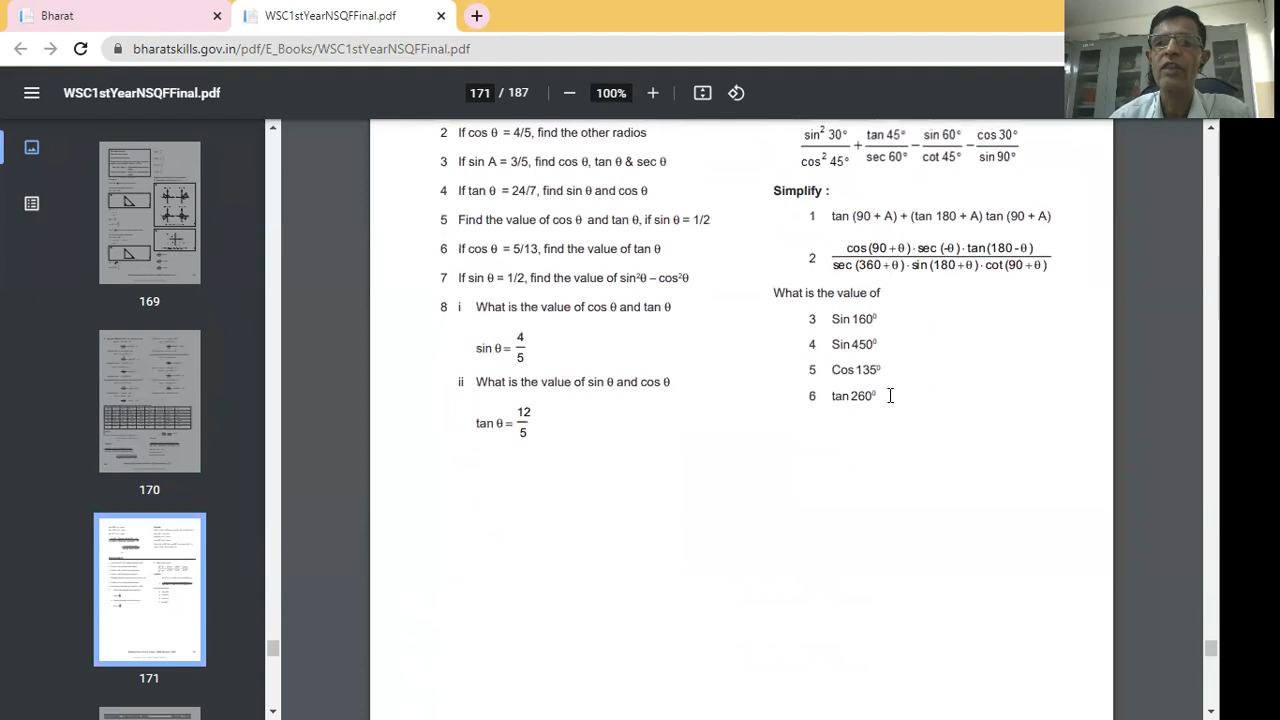 Bharat
WSC1stYearNSQFFinal.pdf
bharatskills.gov.in/pdf/E_Books/WSC1stYearNSQFFinal.pdf
WSC1stYearNSQFFinal.pdf
171 / 187
100%
169
170
171
2 If cos θ = 4/5, find the other radios
3 If sin A = 3/5, find cos θ, tan θ & sec θ
4 If tan θ = 24/7, find sin θ and cos θ
5 Find the value of cos θ and tan θ, if sin θ = 1/2
6 If cos θ = 5/13, find the value of tan θ
7 If sin θ = 1/2, find the value of sin²θ – cos²θ
8 i What is the value of cos θ and tan θ
sin θ = 4/5
ii What is the value of sin θ and cos θ
tan θ = 12/5
sin² 30°/cos² 45° + tan 45°/sec 60° − sin 60°/cot 45° − cos 30°/sin 90°
Simplify :
1 tan (90 + A) + (tan 180 + A) tan (90 + A)
2 cos (90 + θ) · sec (-θ) · tan (180 - θ) / sec (360 + θ) · sin (180 + θ) · cot (90 + θ)
What is the value of
3 Sin 160⁰
4 Sin 450⁰
5 Cos 135⁰
6 tan 260⁰